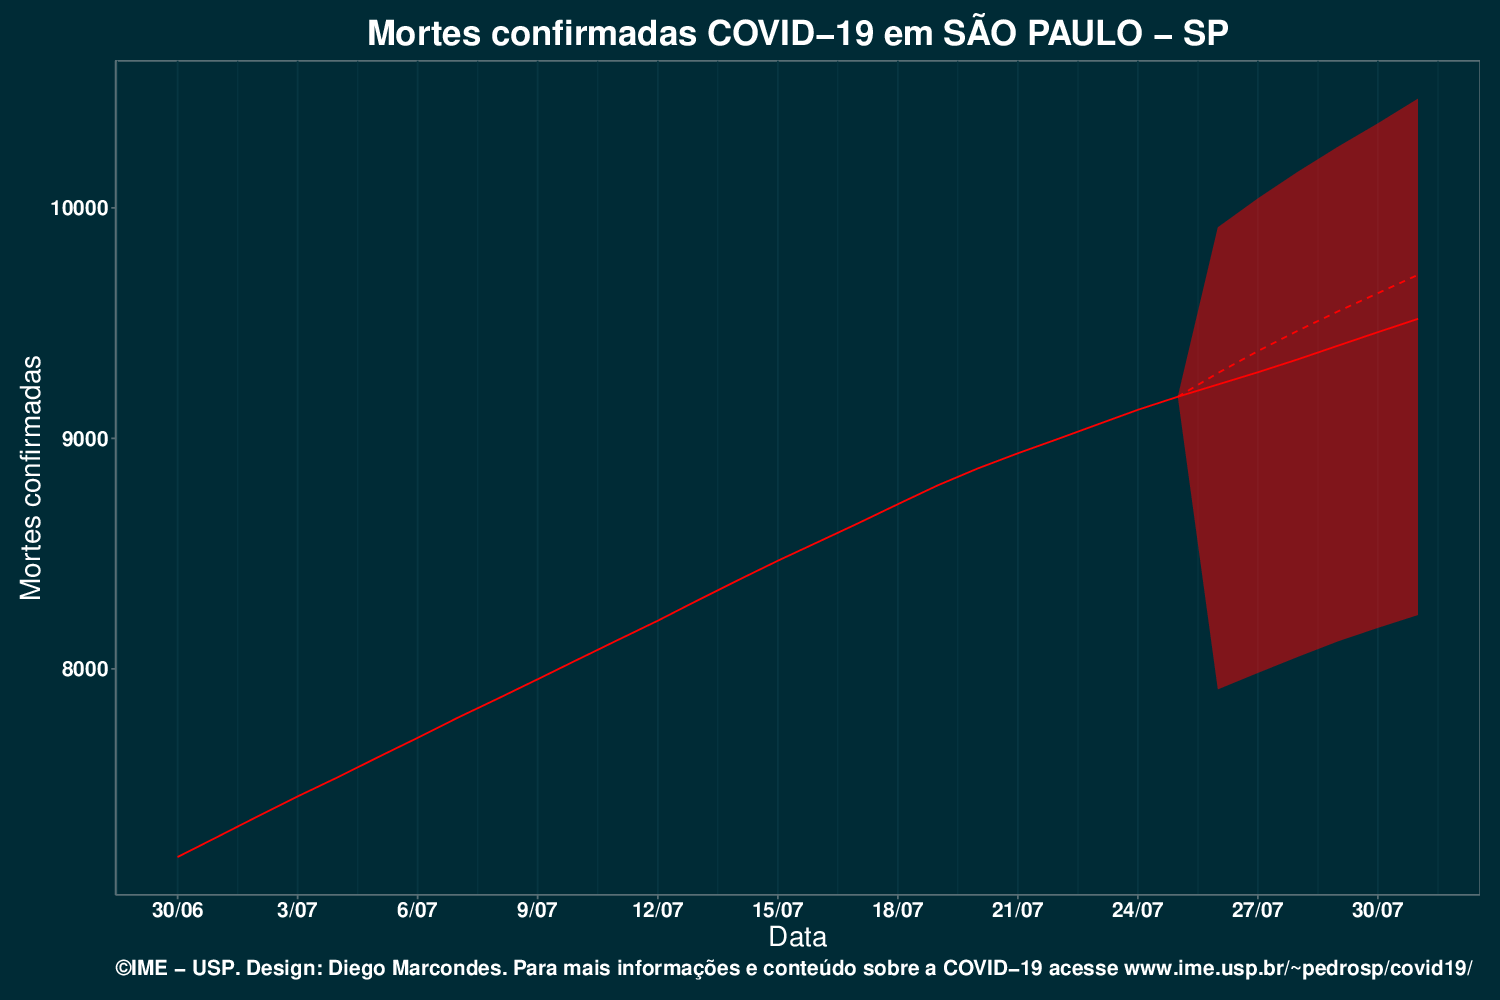 Mortes confirmadas COVID−19 em SÃO PAULO − SP
Mortes confirmadas
10000
9000
8000
30/06 3/07 6/07 9/07 12/07 15/07 18/07 21/07 24/07 27/07 30/07
Data
©IME − USP. Design: Diego Marcondes. Para mais informações e conteúdo sobre a COVID−19 acesse www.ime.usp.br/~pedrosp/covid19/